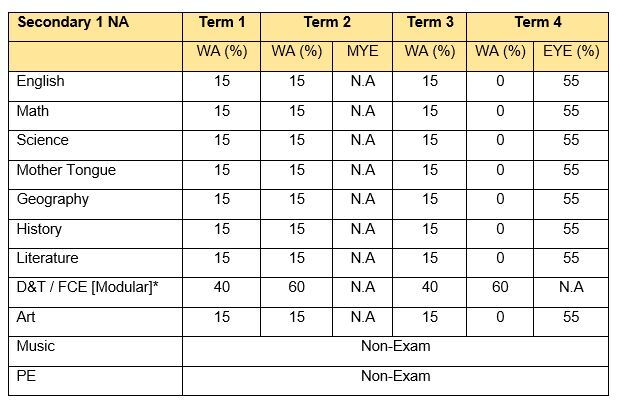 Secondary 1 NA Term 1 Term 2 Term 3 Term 4
WA (%) WA (%) MYE WA (%) WA (%) EYE (%)
English 15 15 N.A 15 0 55
Math 15 15 N.A 15 0 55
Science 15 15 N.A 15 0 55
Mother Tongue 15 15 N.A 15 0 55
Geography 15 15 N.A 15 0 55
History 15 15 N.A 15 0 55
Literature 15 15 N.A 15 0 55
D&T / FCE [Modular]* 40 60 N.A 40 60 N.A
Art 15 15 N.A 15 0 55
Music Non-Exam
PE Non-Exam